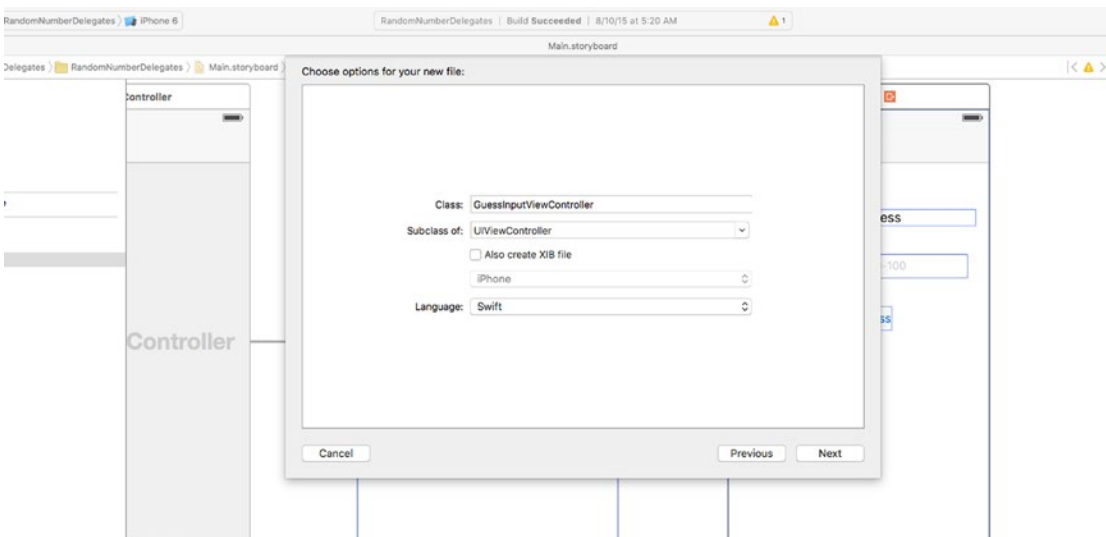 RandomNumberDelegates iPhone 6
RandomNumberDelegates | Build Succeeded | 8/10/15 at 5:20 AM 1
Main.storyboard
Delegates RandomNumberDelegates Main.storyboard
Choose options for your new file:
Controller
Class: GuessInputViewController
Subclass of: UIViewController
Also create XIB file
iPhone
Language: Swift
ess
-100
ss
Controller
Cancel Previous Next